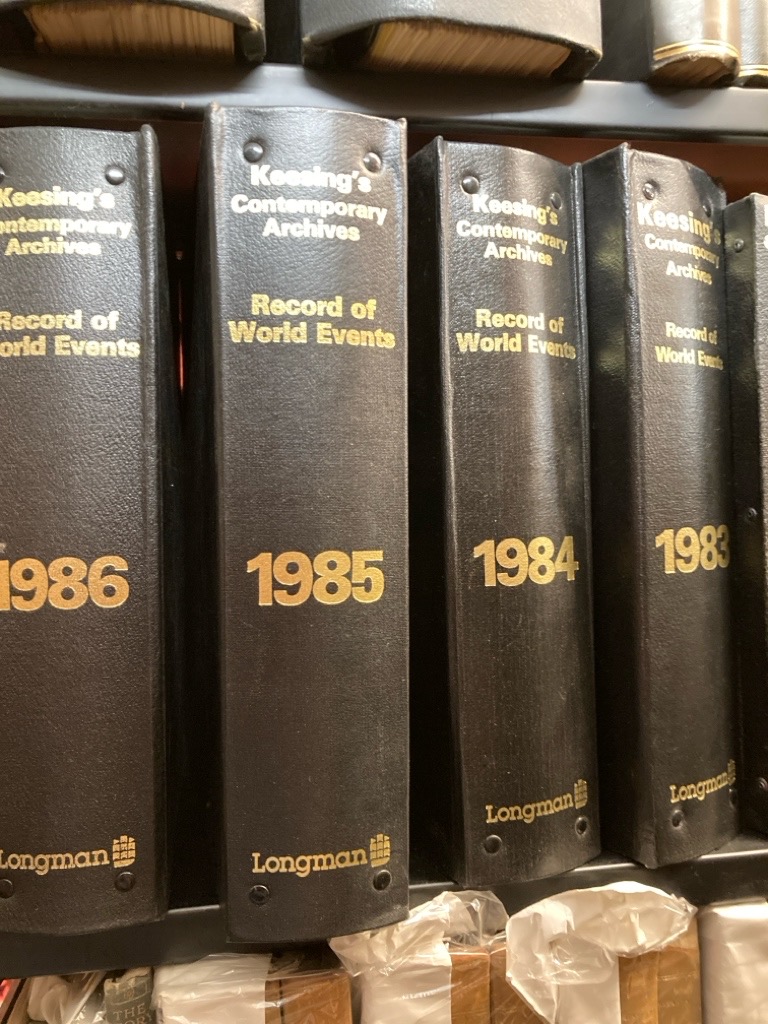 Keesing's
Contemporary
Archives
Record of
World Events
1986
Longman
Keesing's
Contemporary
Archives
Record of
World Events
1985
Longman
Keesing's
Contemporary
Archives
Record of
World Events
1984
Longman
Keesing's
Contemporary
Archives
Record of
World Events
1983
Longman
THE